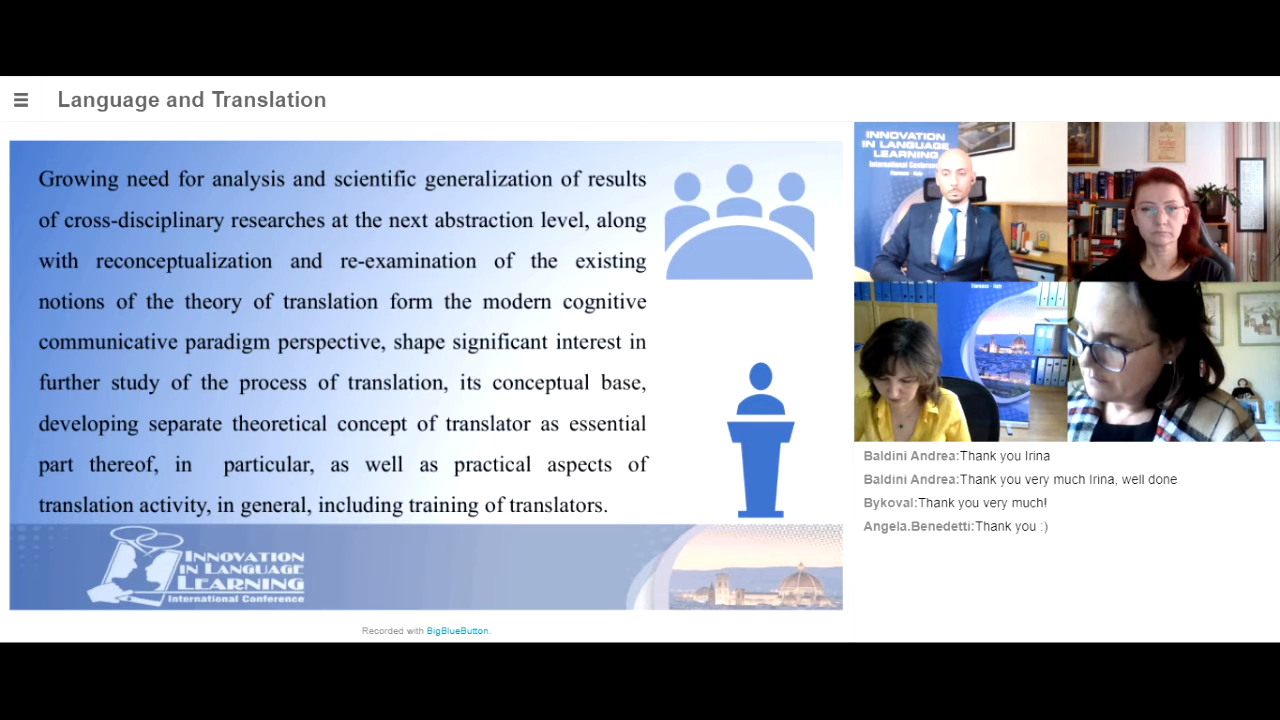 Language and Translation
Growing need for analysis and scientific generalization of results
of cross-disciplinary researches at the next abstraction level, along
with reconceptualization and re-examination of the existing
notions of the theory of translation form the modern cognitive
communicative paradigm perspective, shape significant interest in
further study of the process of translation, its conceptual base,
developing separate theoretical concept of translator as essential
part thereof, in particular, as well as practical aspects of
translation activity, in general, including training of translators.
INNOVATION
IN LANGUAGE
LEARNING
International Conference
Recorded with BigBlueButton.
INNOVATION
IN LANGUAGE
LEARNING
International Conference
Florence - Italy
Florence - Italy
Baldini Andrea:Thank you Irina
Baldini Andrea:Thank you very much Irina, well done
Bykoval:Thank you very much!
Angela.Benedetti:Thank you :)